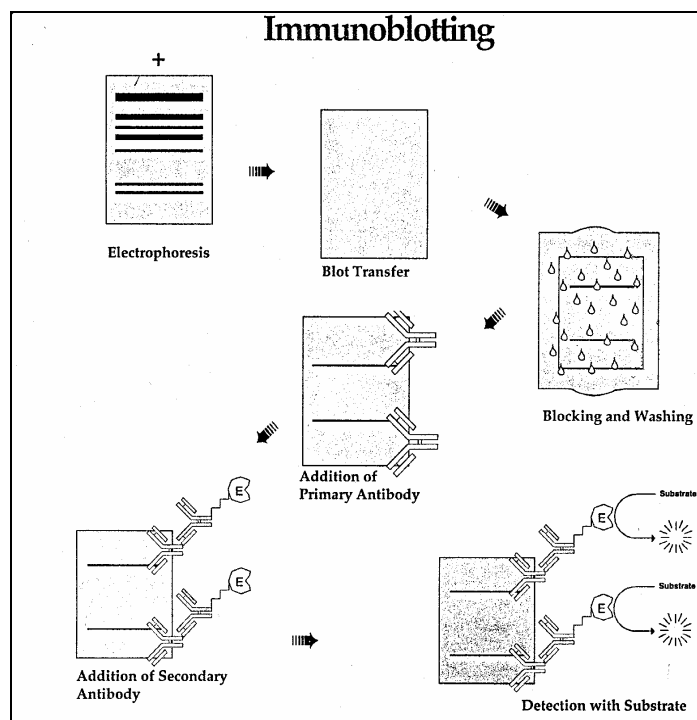 Immunoblotting
+
Electrophoresis
Blot Transfer
Blocking and Washing
Addition of
Primary Antibody
E
E
Addition of Secondary
Antibody
E
Substrate
E
Substrate
Detection with Substrate